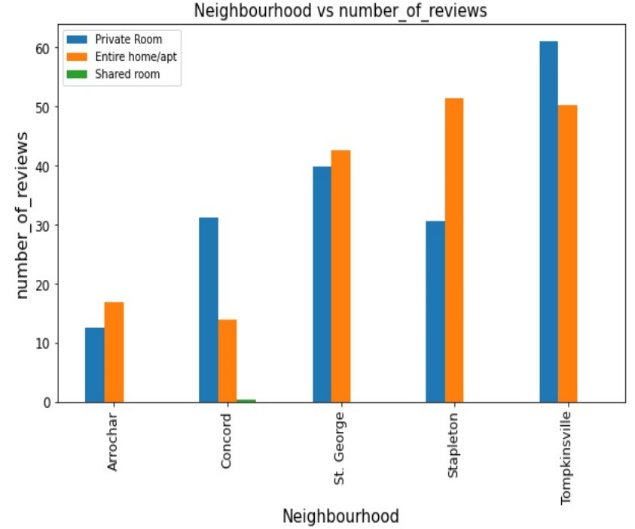 Neighbourhood vs number_of_reviews
Private Room
Entire home/apt
Shared room
number_of_reviews
60
50
40
30
20
10
0
Arrochar
Concord
St. George
Stapleton
Tompkinsville
Neighbourhood